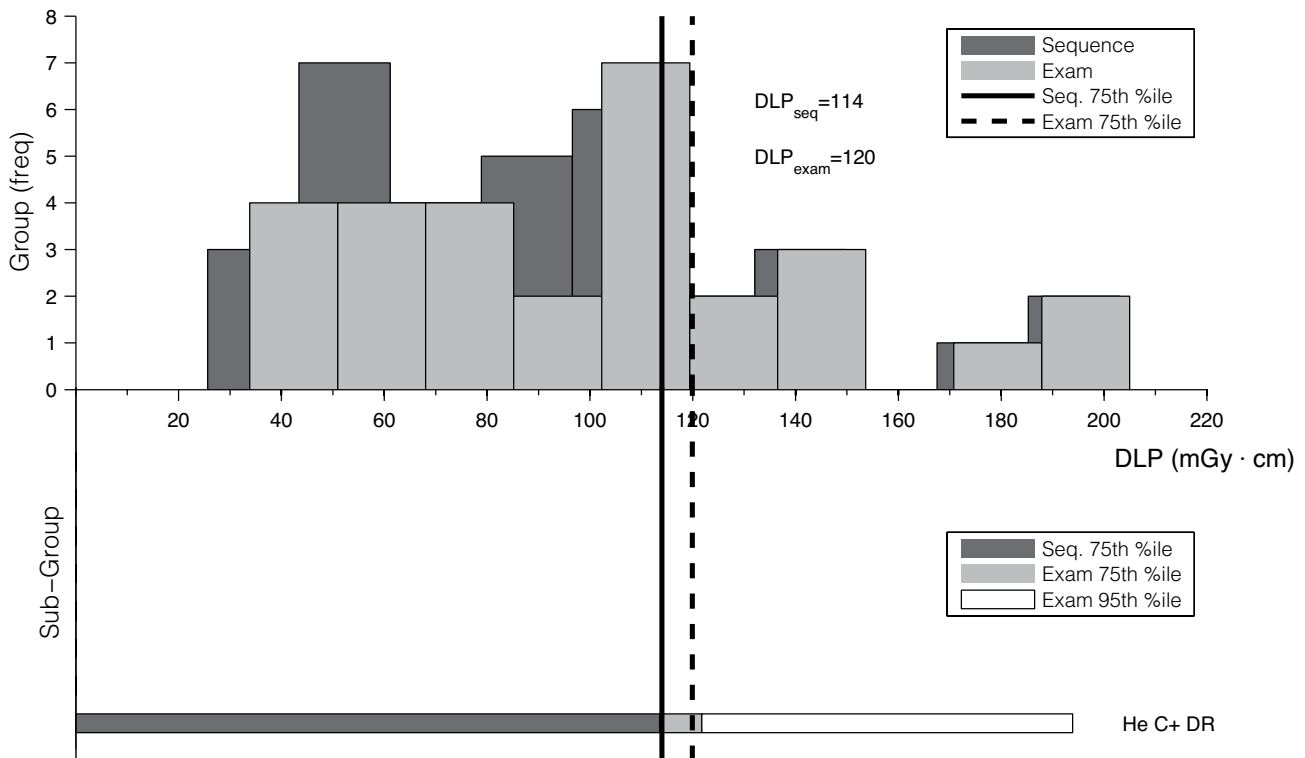 8
7
6
5
4
3
2
1
0
Group (freq)
Sequence
Exam
Seq. 75th %ile
Exam 75th %ile
DLPseq=114
DLPexam=120
20 40 60 80 100 120 140 160 180 200 220
DLP (mGy · cm)
Sub–Group
Seq. 75th %ile
Exam 75th %ile
Exam 95th %ile
He C+ DR